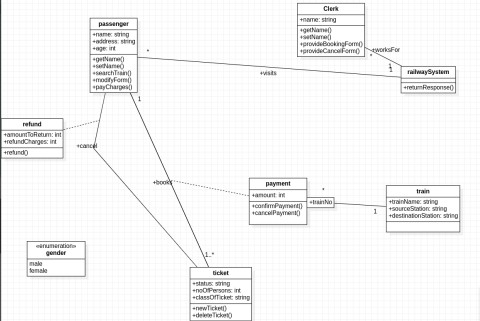 Clerk
+name: string
+getName()
+setName()
+provideBookingForm()
+provideCancelForm()
passenger
+name: string
+address: string
+age: int
+getName()
+setName()
+searchTrain()
+modifyForm()
+payCharges()
*
+worksFor
*
1
1
+visits
railwaySystem
+returnResponse()
1
refund
+amountToReturn: int
+refundCharges: int
+refund()
+cancel
+books
payment
+amount: int
+confirmPayment()
+cancelPayment()
+trainNo
*
1
train
+trainName: string
+sourceStation: string
+destinationStation: string
«enumeration»
gender
male
female
1..*
ticket
+status: string
+noOfPersons: int
+classOfTicket: string
+newTicket()
+deleteTicket()